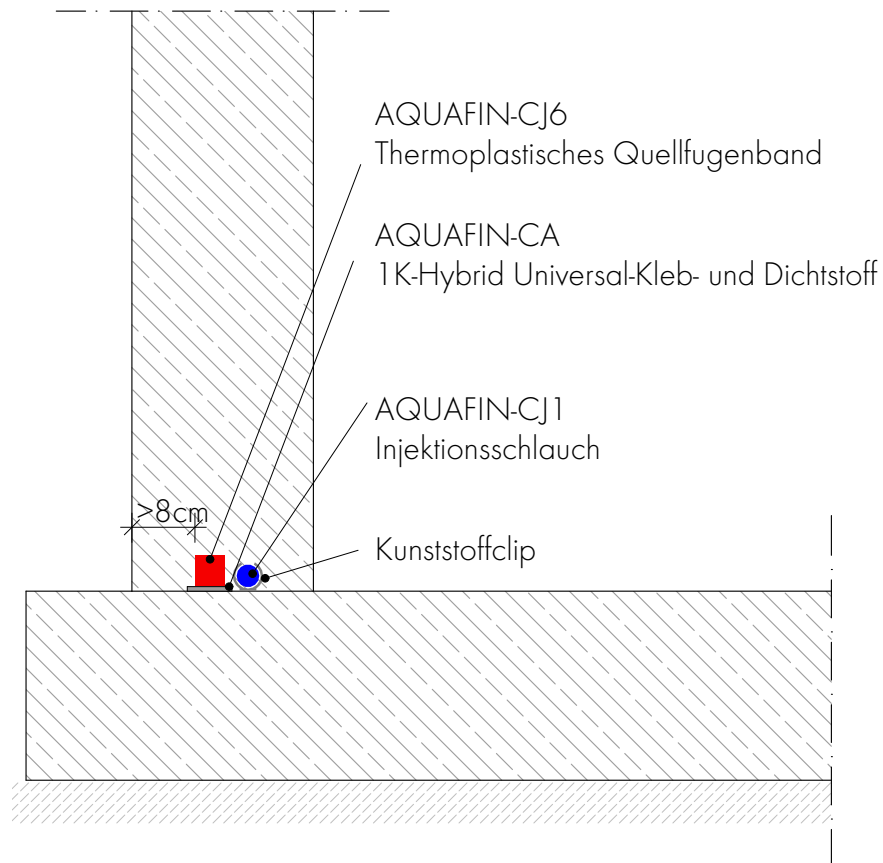 AQUAFIN-CJ6
Thermoplastisches Quellfugenband
AQUAFIN-CA
1K-Hybrid Universal-Kleb- und Dichtstoff
AQUAFIN-CJ1
Injektionsschlauch
>8cm
Kunststoffclip